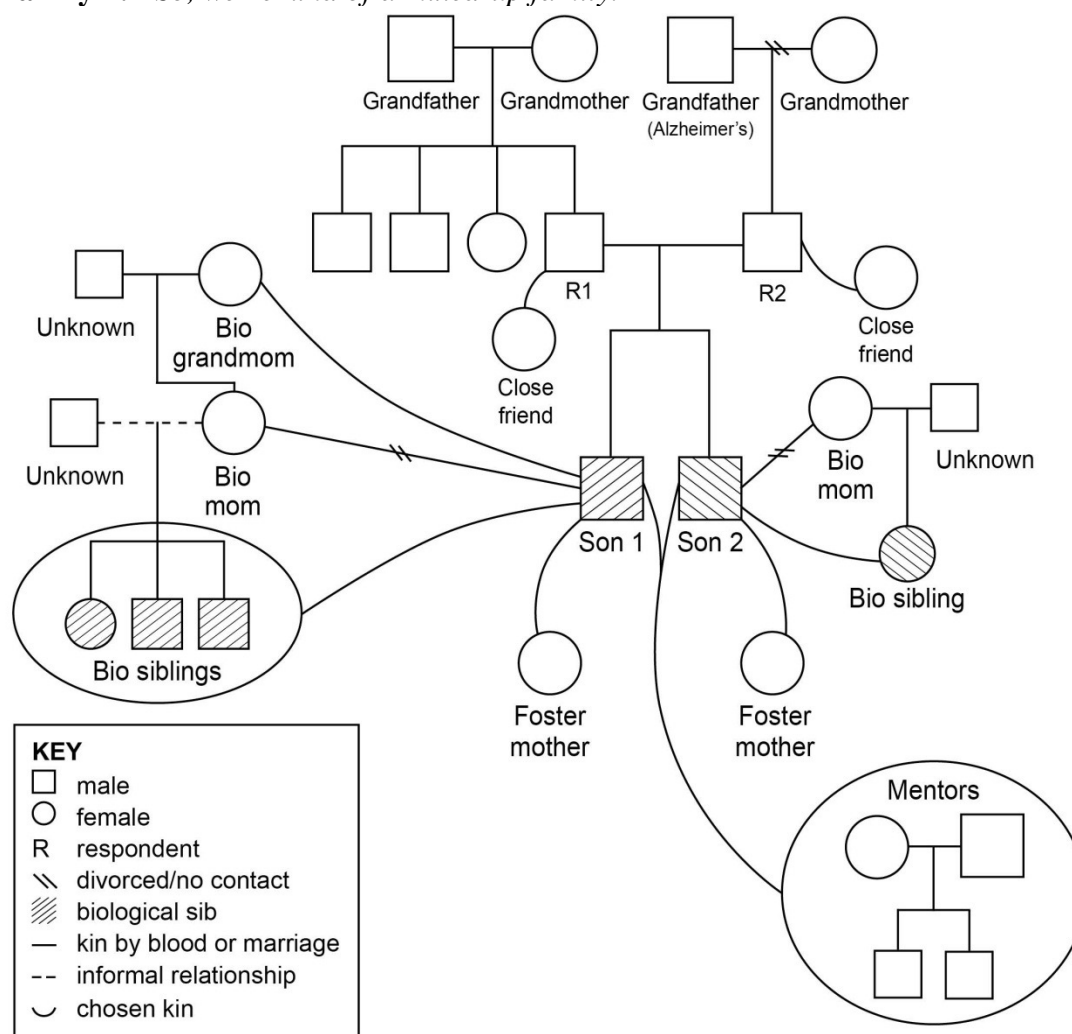 Grandfather Grandmother Grandfather Grandmother
(Alzheimer's)
R1 R2
Unknown Bio
grandmom
Close
friend
Close
friend
Unknown Bio
mom
Bio
mom
Unknown
Son 1 Son 2
Bio sibling
Bio siblings
Foster
mother
Foster
mother
KEY
male
female
R respondent
divorced/no contact
biological sib
kin by blood or marriage
informal relationship
chosen kin
Mentors